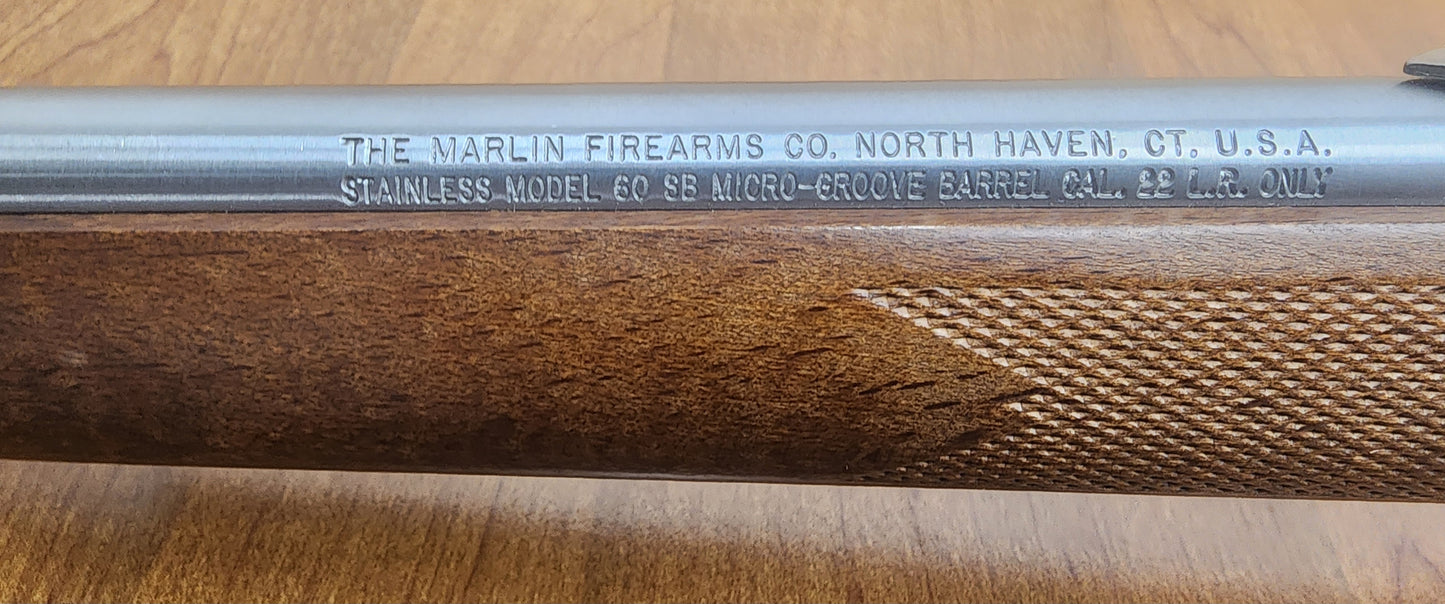 THE MARLIN FIREARMS CO. NORTH HAVEN, CT. U.S.A.
STAINLESS MODEL 60 SB MICRO-GROOVE BARREL CAL. 22 L.R. ONLY